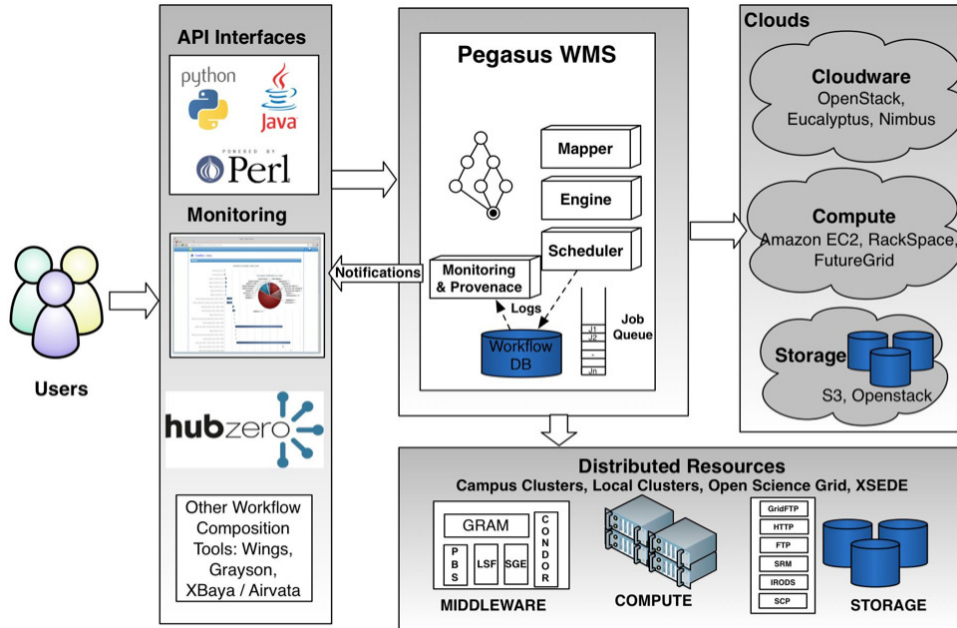 Users
API Interfaces
python
Java
POWERED BY
Perl
Monitoring
hubzero
Other Workflow
Composition
Tools: Wings,
Grayson,
XBaya / Airvata
Notifications
Pegasus WMS
Mapper
Engine
Scheduler
Monitoring
& Provenace
Logs
Workflow
DB
J1
J2
.
Jn
Job
Queue
Clouds
Cloudware
OpenStack,
Eucalyptus, Nimbus
Compute
Amazon EC2, RackSpace,
FutureGrid
Storage
S3, Openstack
Distributed Resources
Campus Clusters, Local Clusters, Open Science Grid, XSEDE
GRAM
PBS
LSF
SGE
CONDOR
MIDDLEWARE
COMPUTE
GridFTP
HTTP
FTP
SRM
IRODS
SCP
STORAGE